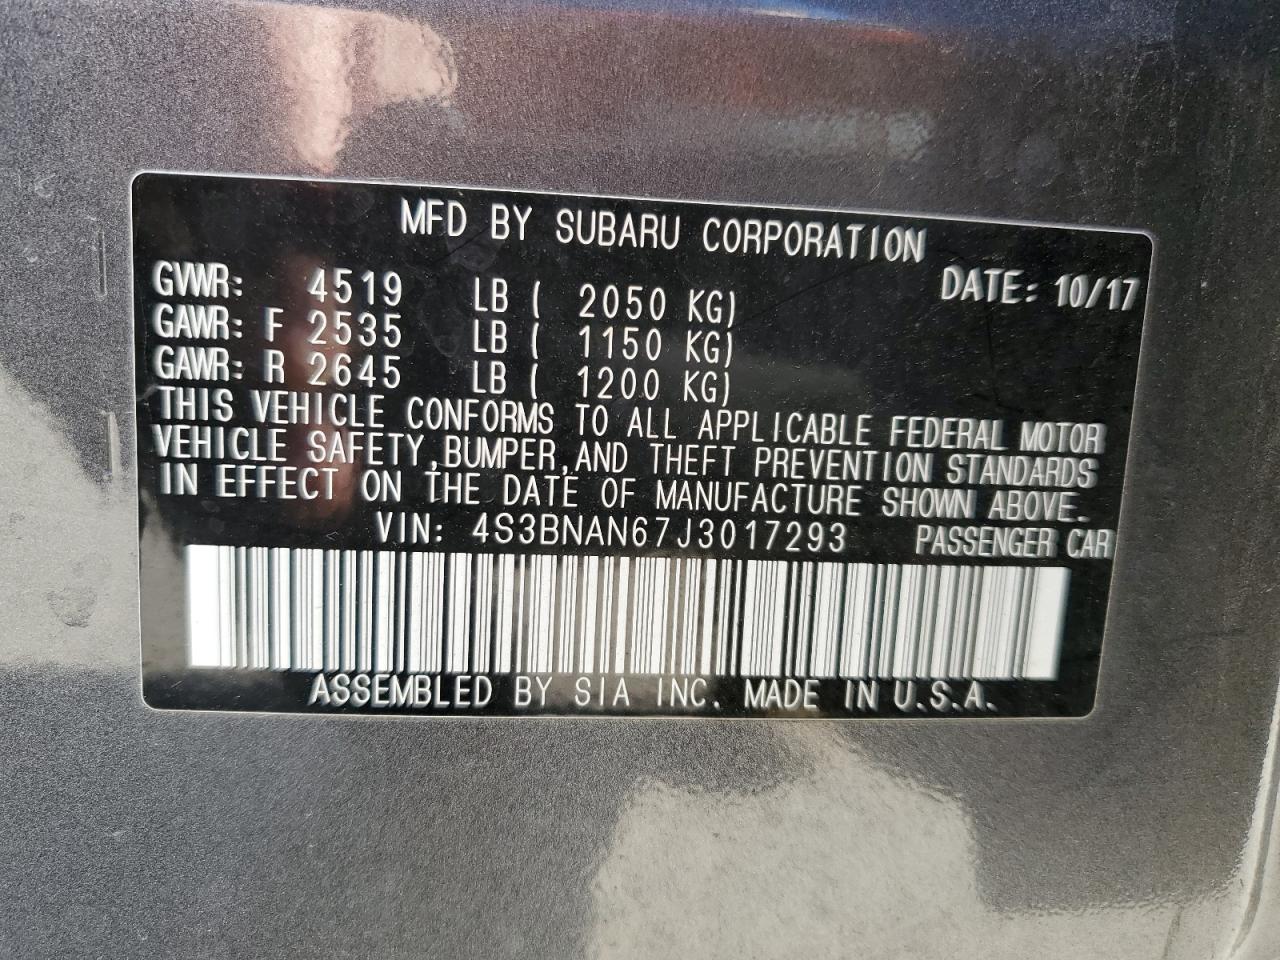 MFD BY SUBARU CORPORATION
DATE: 10/17
GVWR: 4519 LB ( 2050 KG)
GAWR: F 2535 LB ( 1150 KG)
GAWR: R 2645 LB ( 1200 KG)
THIS VEHICLE CONFORMS TO ALL APPLICABLE FEDERAL MOTOR
VEHICLE SAFETY,BUMPER,AND THEFT PREVENTION STANDARDS
IN EFFECT ON THE DATE OF MANUFACTURE SHOWN ABOVE.
VIN: 4S3BNAN67J3017293 PASSENGER CAR
ASSEMBLED BY SIA INC. MADE IN U.S.A.